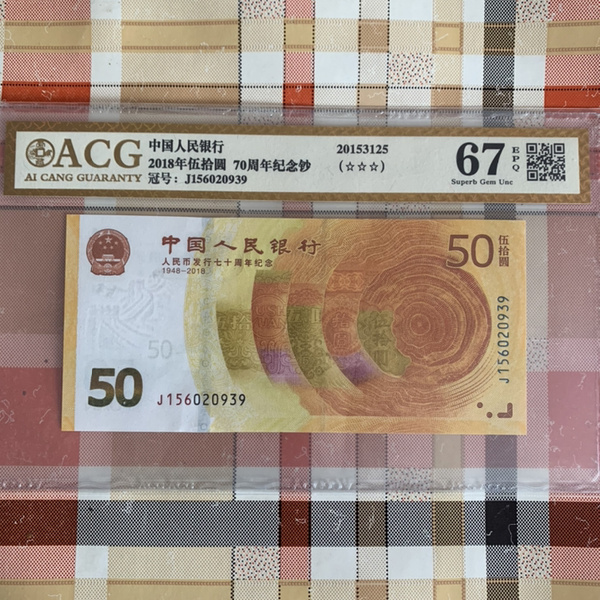 ACG
AI CANG GUARANTY
中国人民银行
2018年伍拾圆 70周年纪念钞
冠号: J156020939
20153125
(☆☆☆)
67
EPQ
Superb Gem Unc
中国人民银行
人民币发行七十周年纪念
1948-2018
50
伍拾圆
50
50
J156020939
J156020939